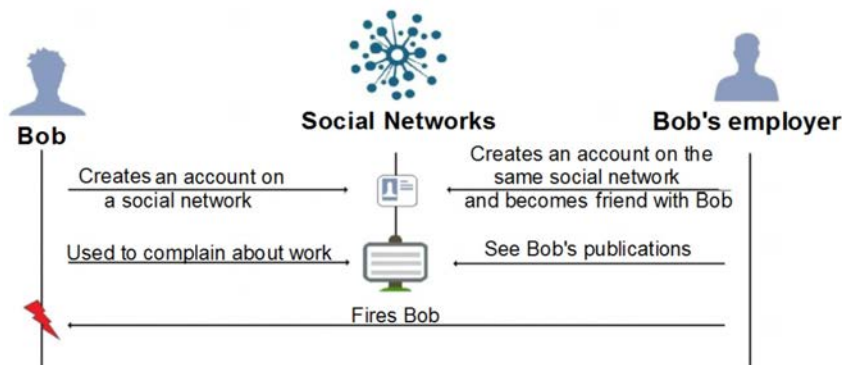 Bob
Social Networks
Bob's employer
Creates an account on
a social network
Creates an account on the
same social network
and becomes friend with Bob
Used to complain about work
See Bob's publications
Fires Bob